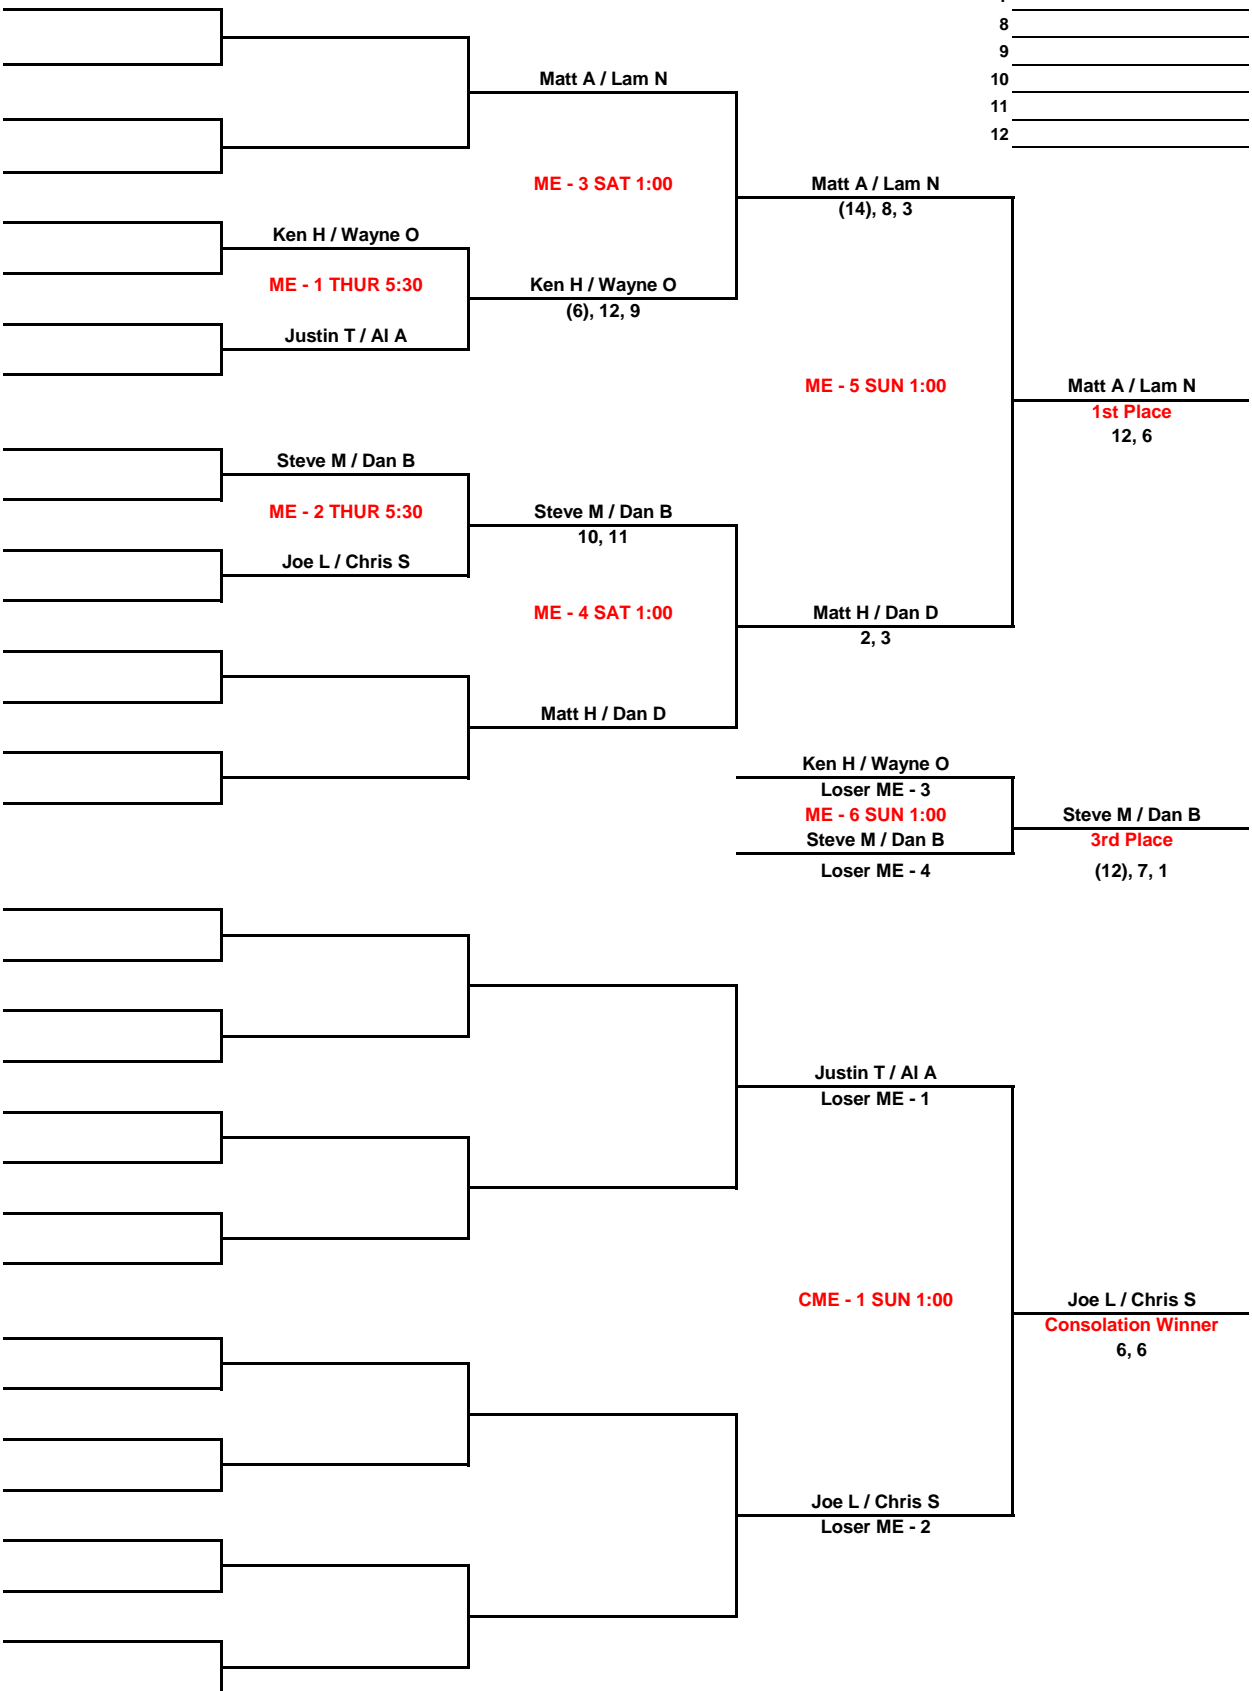 8
9
10
11
12
Matt A / Lam N
ME - 3 SAT 1:00
Matt A / Lam N
(14), 8, 3
Ken H / Wayne O
ME - 1 THUR 5:30
Ken H / Wayne O
(6), 12, 9
Justin T / Al A
ME - 5 SUN 1:00
Matt A / Lam N
1st Place
12, 6
Steve M / Dan B
ME - 2 THUR 5:30
Steve M / Dan B
10, 11
Joe L / Chris S
ME - 4 SAT 1:00
Matt H / Dan D
2, 3
Matt H / Dan D
Ken H / Wayne O
Loser ME - 3
ME - 6 SUN 1:00
Steve M / Dan B
Loser ME - 4
Steve M / Dan B
3rd Place
(12), 7, 1
Justin T / Al A
Loser ME - 1
CME - 1 SUN 1:00
Joe L / Chris S
Consolation Winner
6, 6
Joe L / Chris S
Loser ME - 2